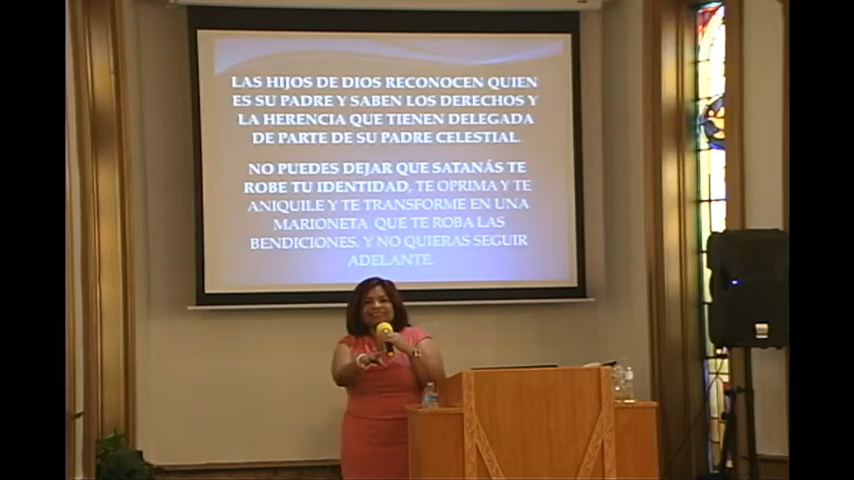 LAS HIJOS DE DIOS RECONOCEN QUIEN
ES SU PADRE Y SABEN LOS DERECHOS Y
LA HERENCIA QUE TIENEN DELEGADA
DE PARTE DE SU PADRE CELESTIAL.
NO PUEDES DEJAR QUE SATANÁS TE
ROBE TU IDENTIDAD, TE OPRIMA Y TE
ANIQUILE Y TE TRANSFORME EN UNA
MARIONETA QUE TE ROBA LAS
BENDICIONES. Y NO QUIERAS SEGUIR
ADELANTE.